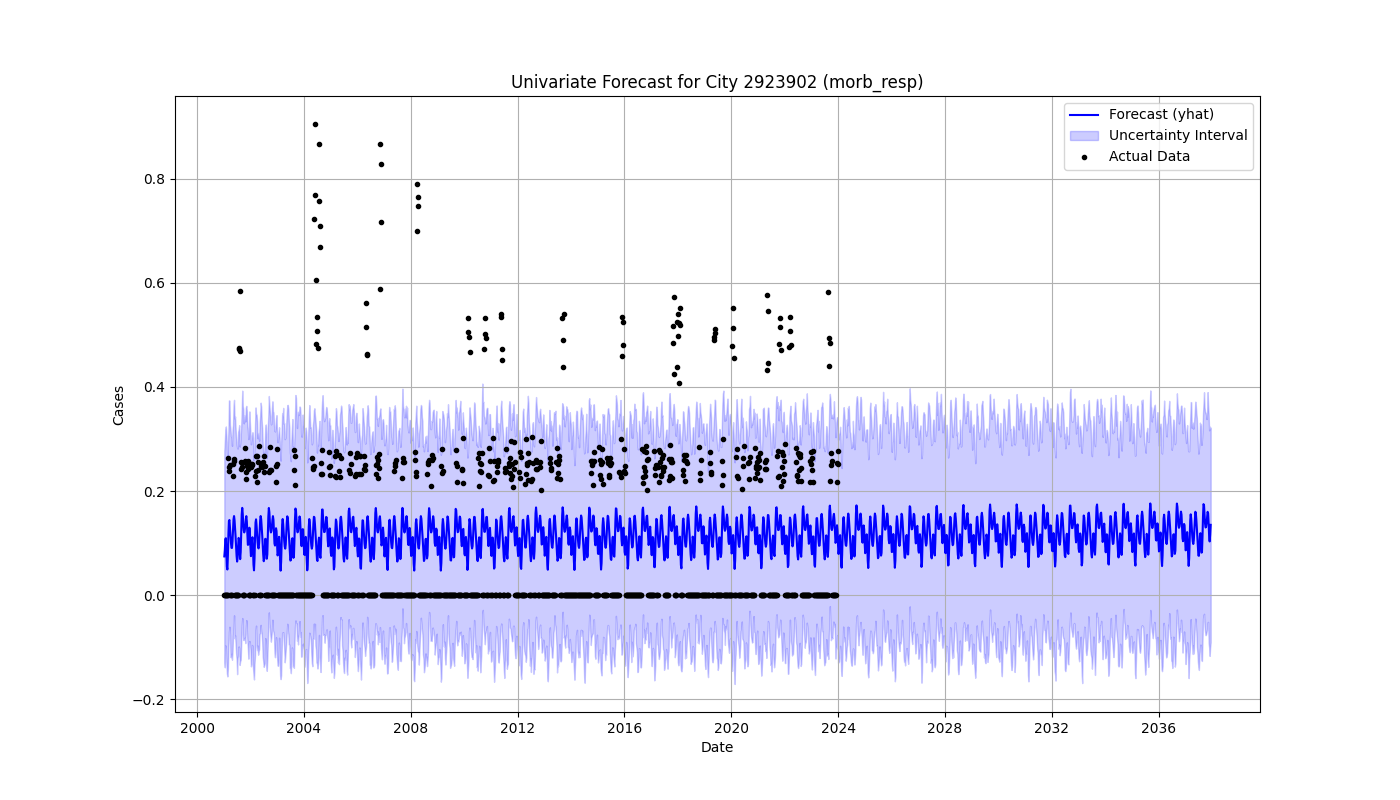 Univariate Forecast for City 2923902 (morb_resp)
Forecast (yhat)
Uncertainty Interval
Actual Data
Cases
0.8
0.6
0.4
0.2
0.0
−0.2
2000 2004 2008 2012 2016 2020 2024 2028 2032 2036
Date